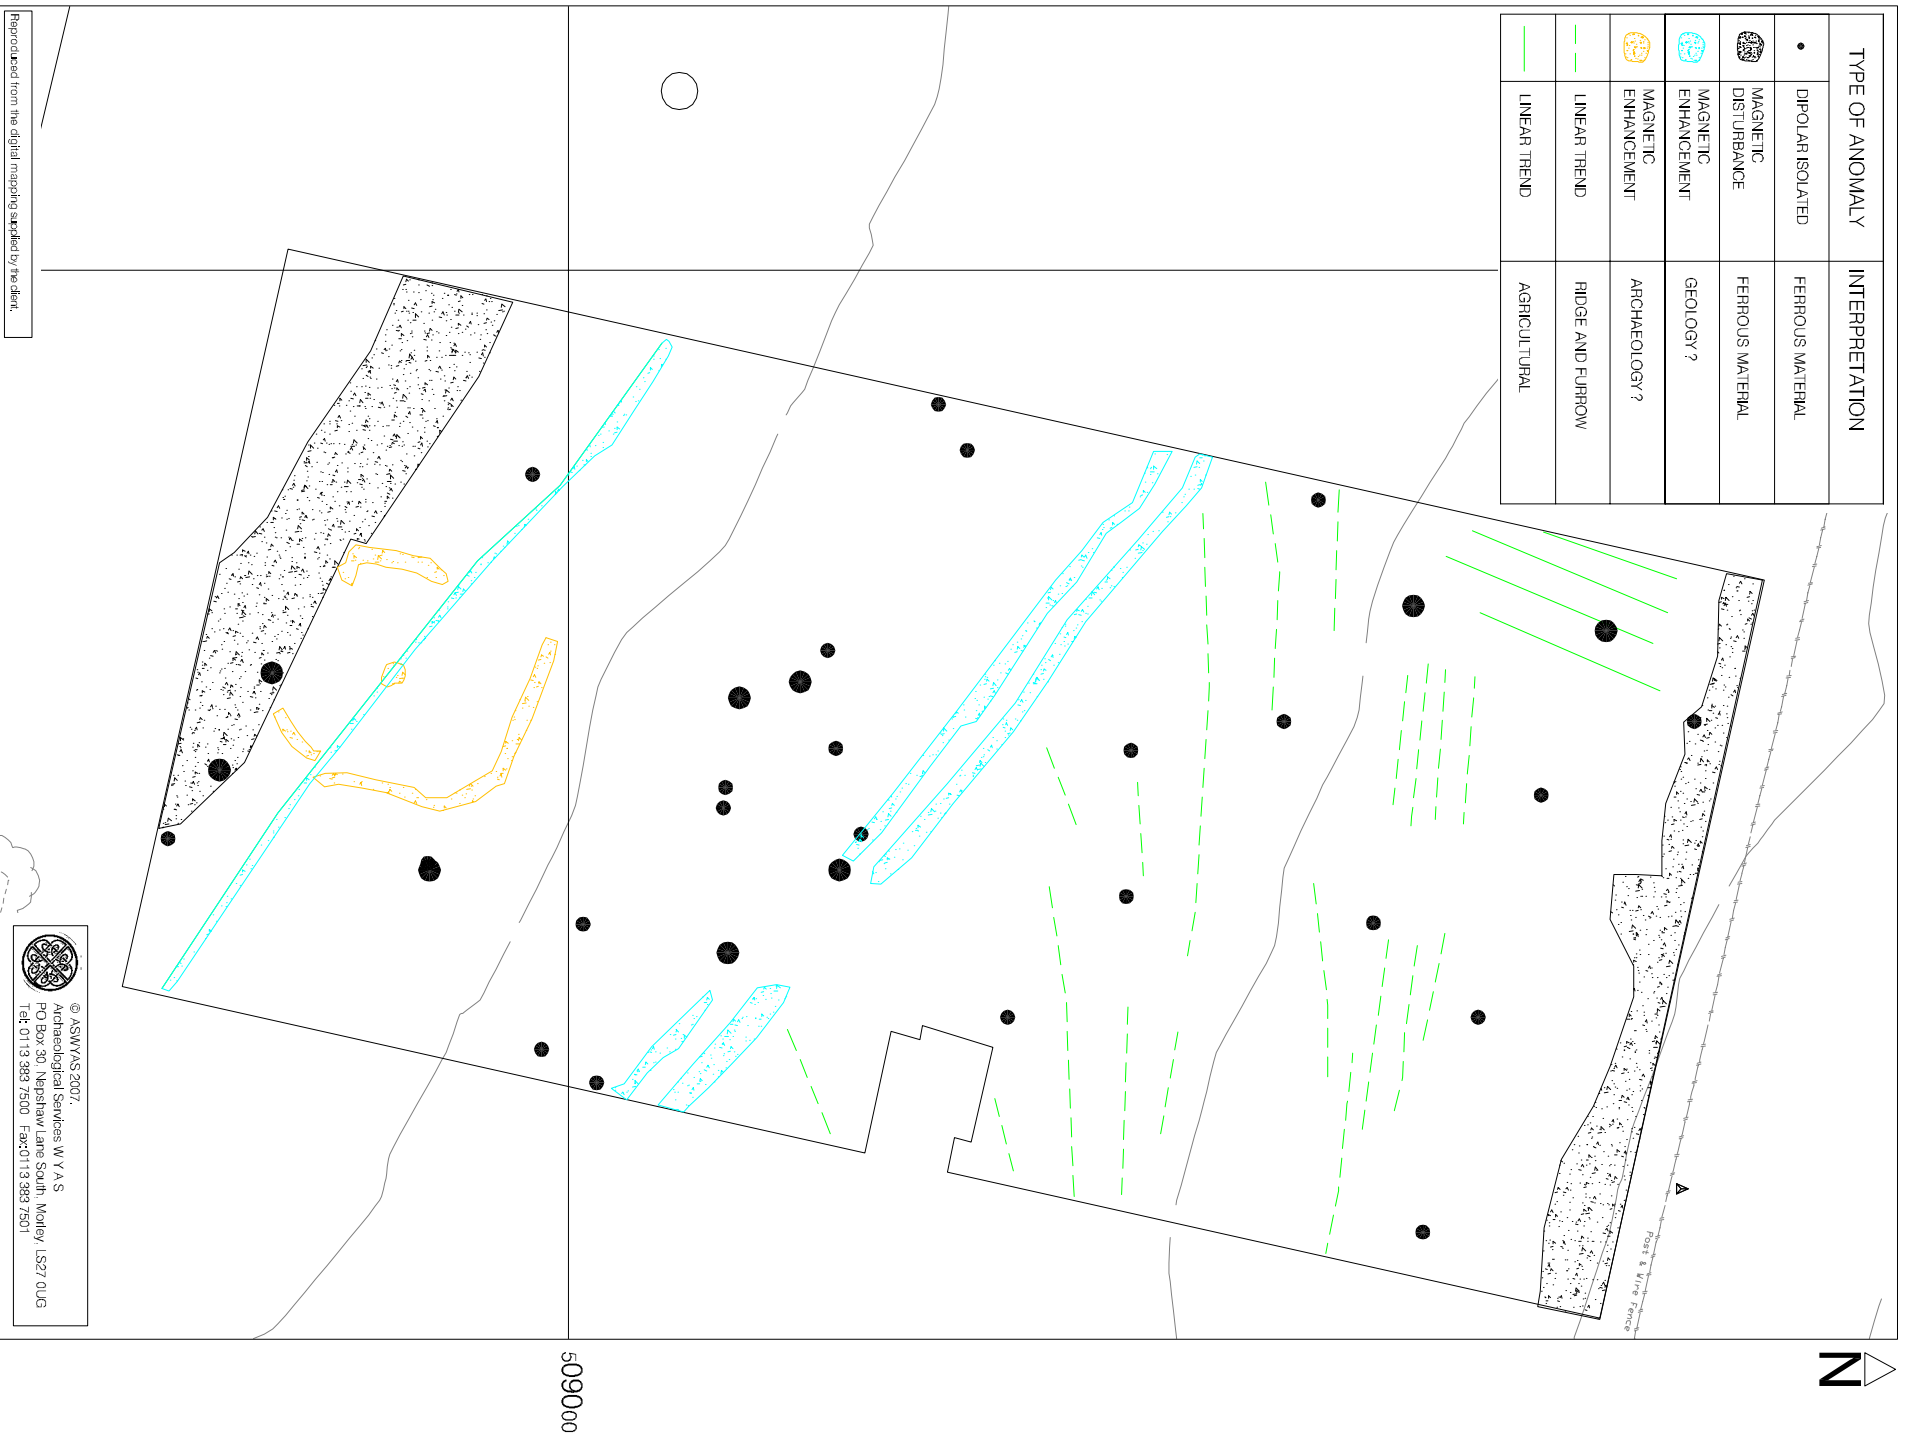 TYPE OF ANOMALY
INTERPRETATION
DIPOLAR ISOLATED
FERROUS MATERIAL
MAGNETIC
DISTURBANCE
FERROUS MATERIAL
MAGNETIC
ENHANCEMENT
GEOLOGY?
MAGNETIC
ENHANCEMENT
ARCHAEOLOGY?
LINEAR TREND
RIDGE AND FURROW
LINEAR TREND
AGRICULTURAL
Post & Wire Fence
N
509000
© ASWYAS 2007.
Archaeological Services W Y A S
PO Box 30, Nepshaw Lane South, Morley, LS27 0UG
Tel: 0113 383 7500 Fax:0113 383 7501
Reproduced from the digital mapping supplied by the client.